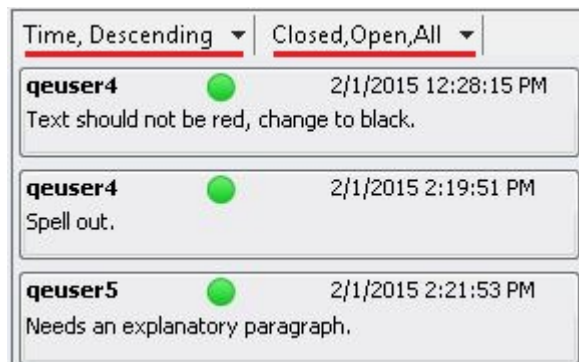 Time, Descending Closed,Open,All
qeuser4 2/1/2015 12:28:15 PM
Text should not be red, change to black.
qeuser4 2/1/2015 2:19:51 PM
Spell out.
qeuser5 2/1/2015 2:21:53 PM
Needs an explanatory paragraph.